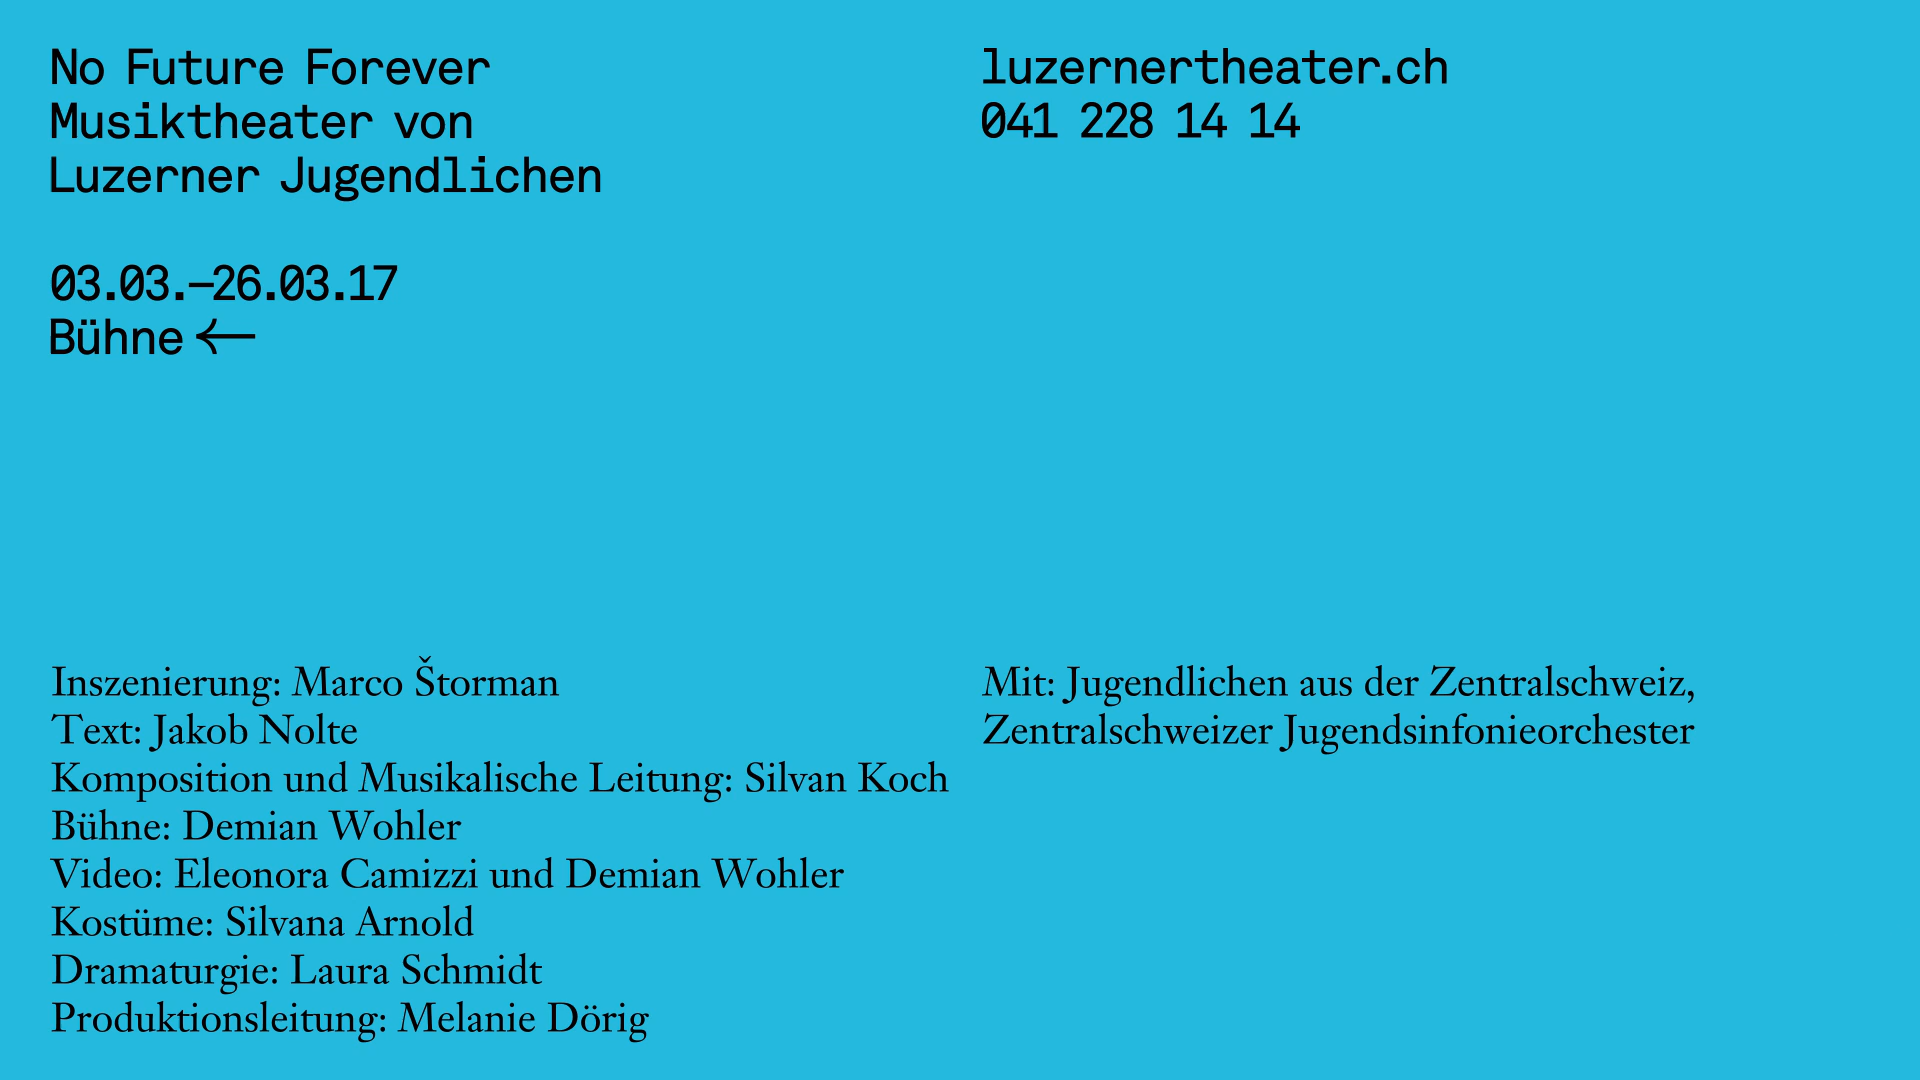 No Future Forever
Musiktheater von
Luzerner Jugendlichen
03.03.–26.03.17
Bühne ←
luzernertheater.ch
041 228 14 14
Inszenierung: Marco Štorman
Text: Jakob Nolte
Komposition und Musikalische Leitung: Silvan Koch
Bühne: Demian Wohler
Video: Eleonora Camizzi und Demian Wohler
Kostüme: Silvana Arnold
Dramaturgie: Laura Schmidt
Produktionsleitung: Melanie Dörig
Mit: Jugendlichen aus der Zentralschweiz,
Zentralschweizer Jugendsinfonieorchester